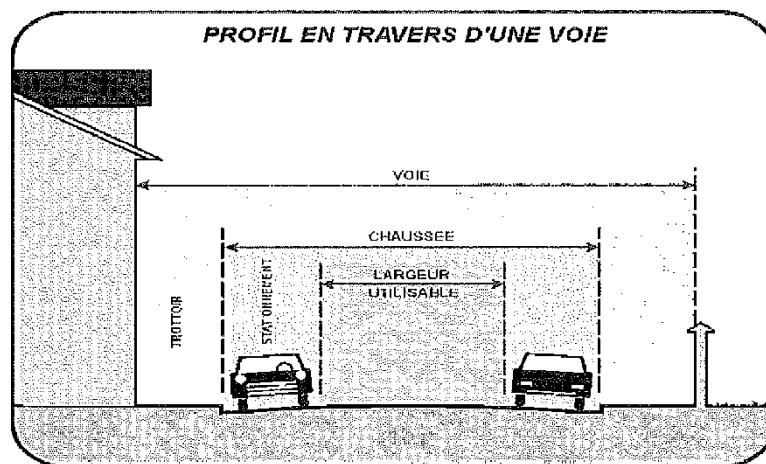 PROFIL EN TRAVERS D'UNE VOIE
VOIE
CHAUSSEE
LARGEUR
UTILISABLE
STATIONNEMENT
TROTTOIR